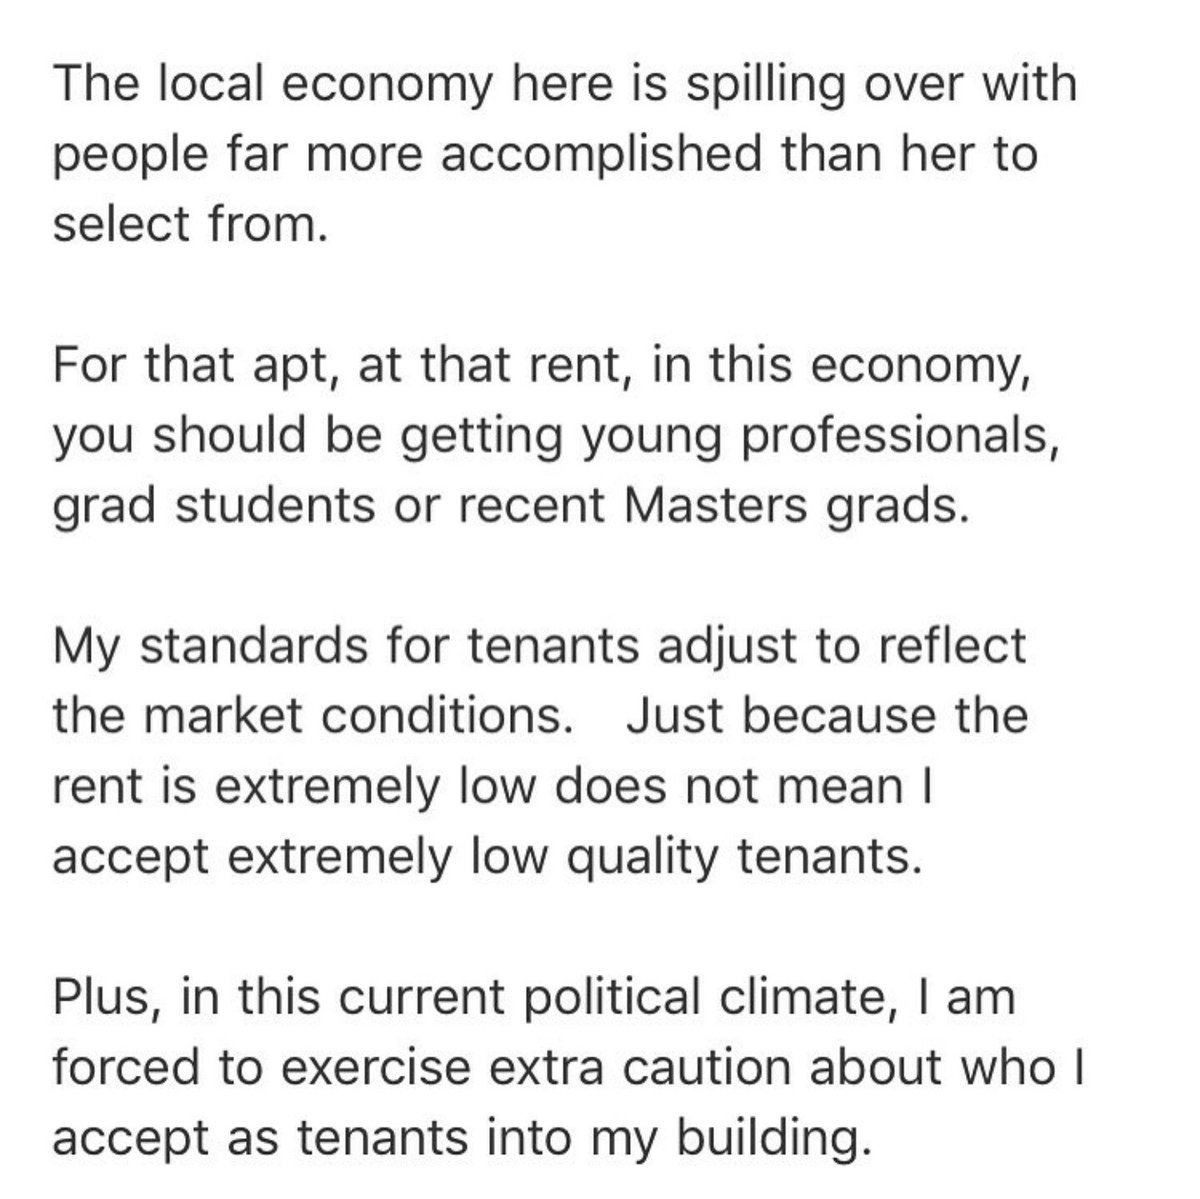 The local economy here is spilling over with
people far more accomplished than her to
select from.
For that apt, at that rent, in this economy,
you should be getting young professionals,
grad students or recent Masters grads.
My standards for tenants adjust to reflect
the market conditions.   Just because the
rent is extremely low does not mean I
accept extremely low quality tenants.
Plus, in this current political climate, I am
forced to exercise extra caution about who I
accept as tenants into my building.